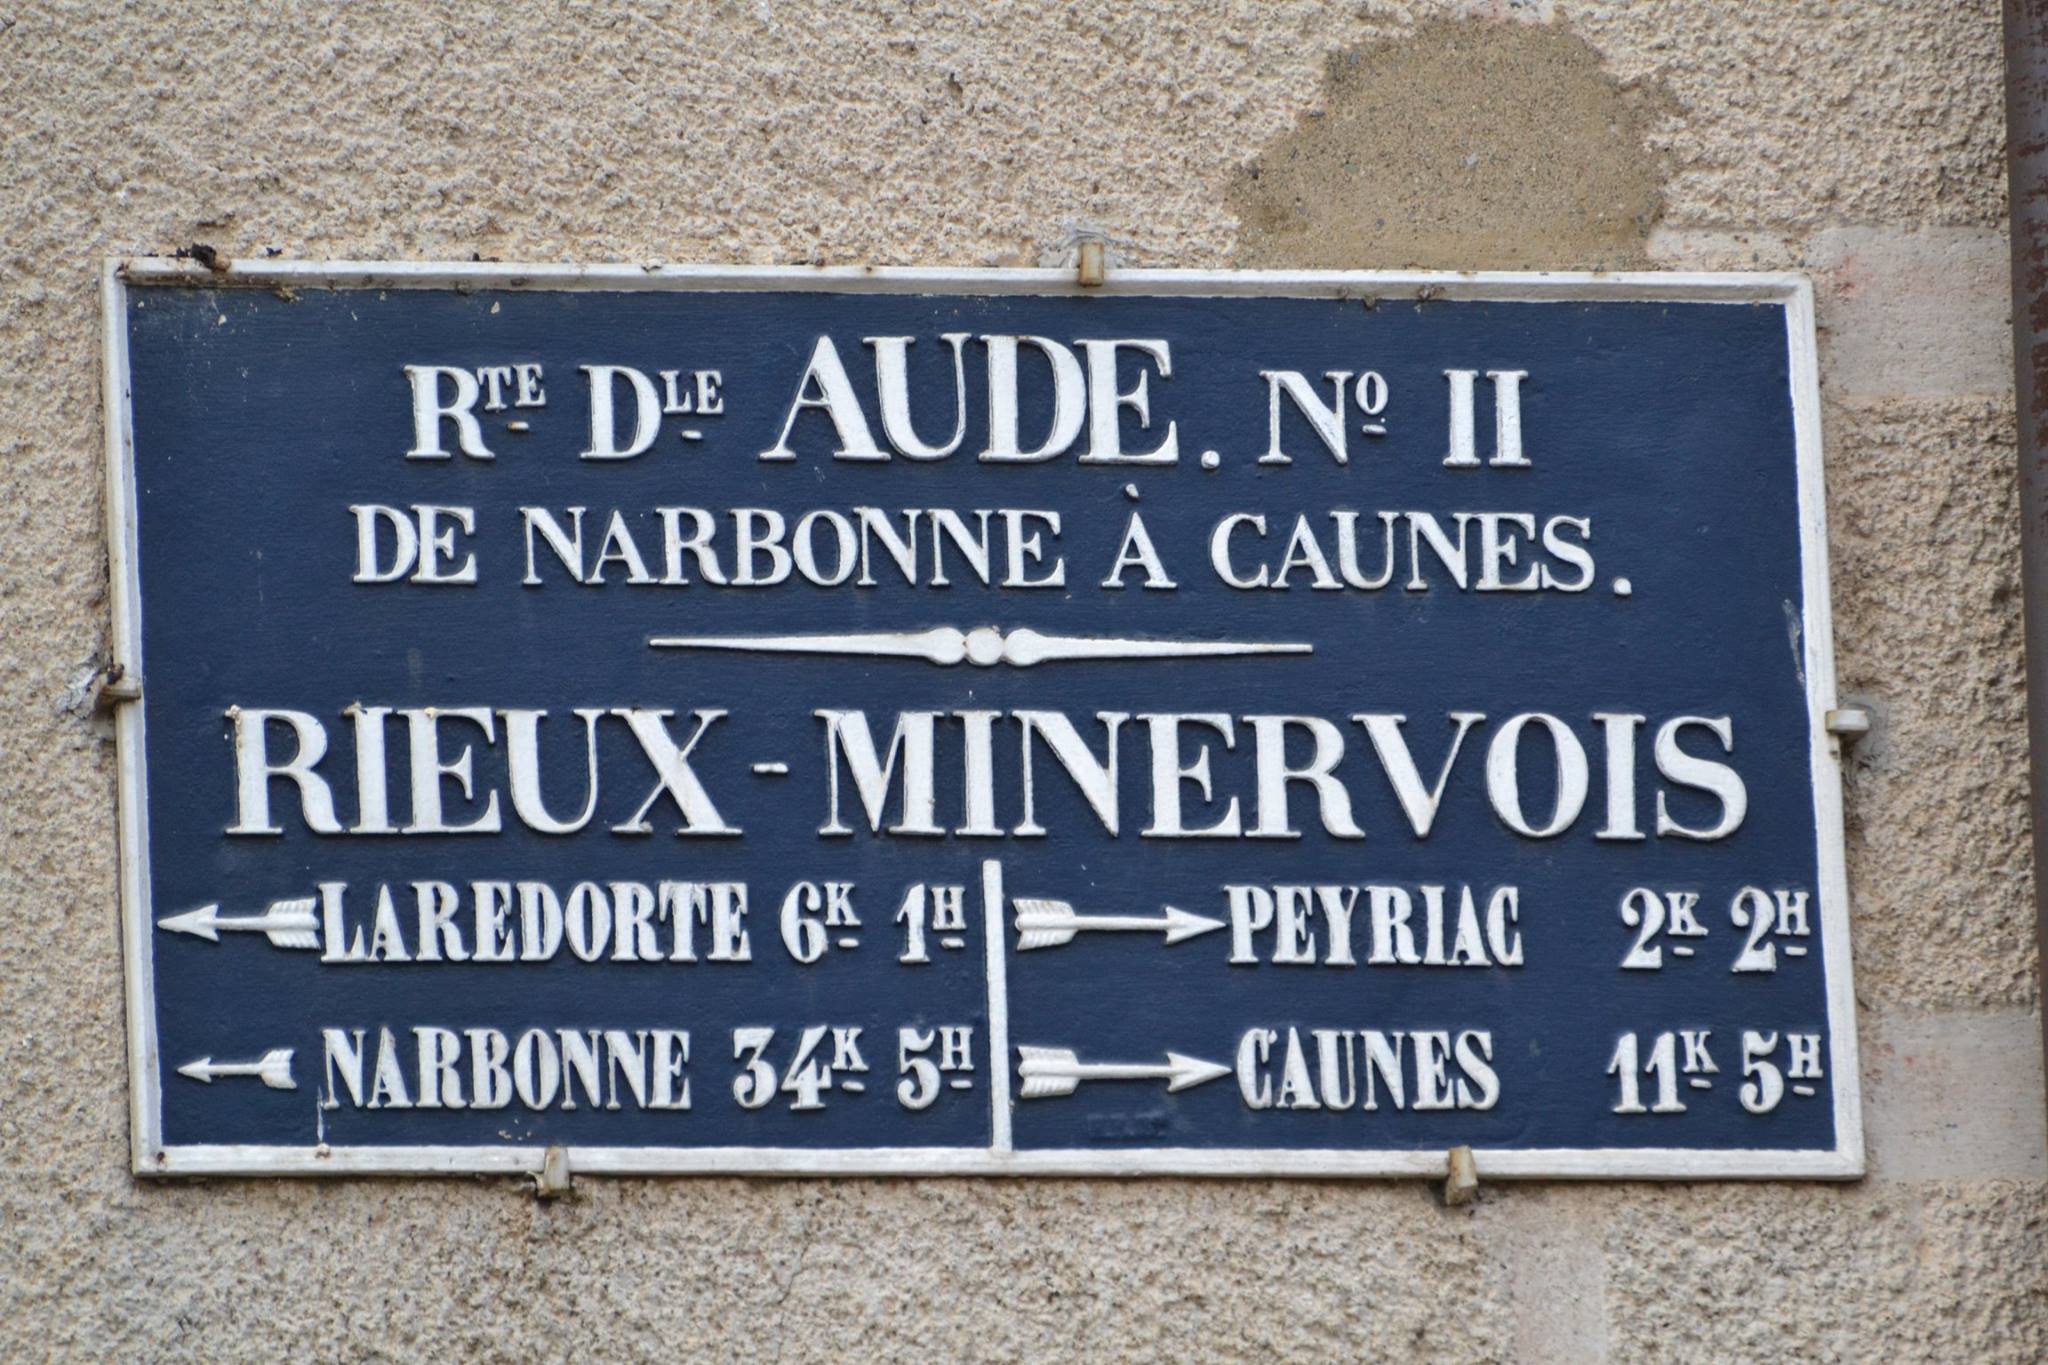 RTE DLE AUDE. Nº II
DE NARBONNE À CAUNES.
RIEUX-MINERVOIS
LAREDORTE 6K 1H
NARBONNE 34K 5H
PEYRIAC 2K 2H
CAUNES 11K 5H